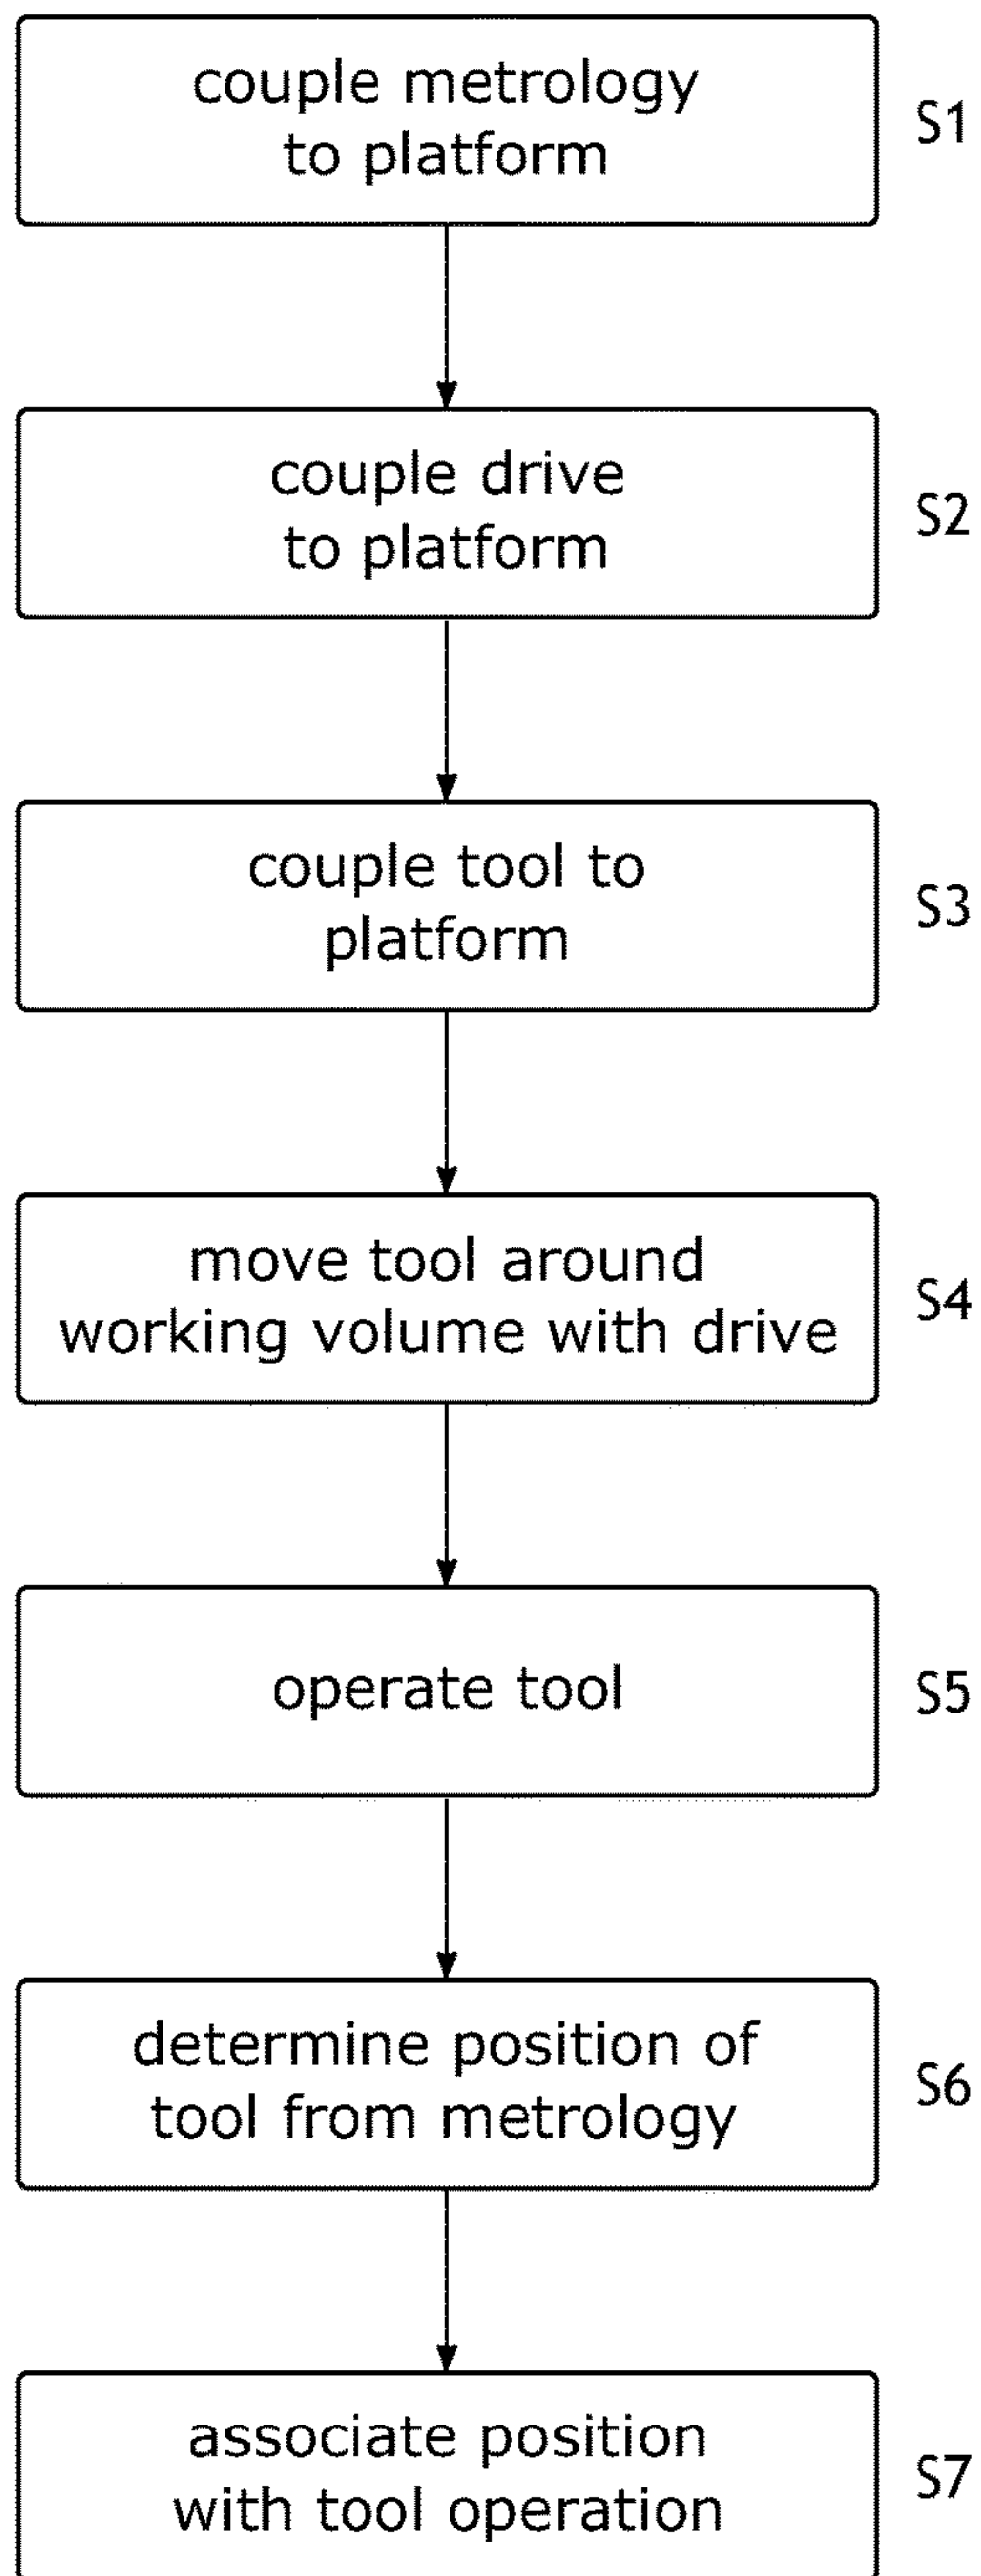 couple metrology
to platform
S1
couple drive
to platform
S2
couple tool to
platform
S3
move tool around
working volume with drive
S4
operate tool
S5
determine position of
tool from metrology
S6
associate position
with tool operation
S7